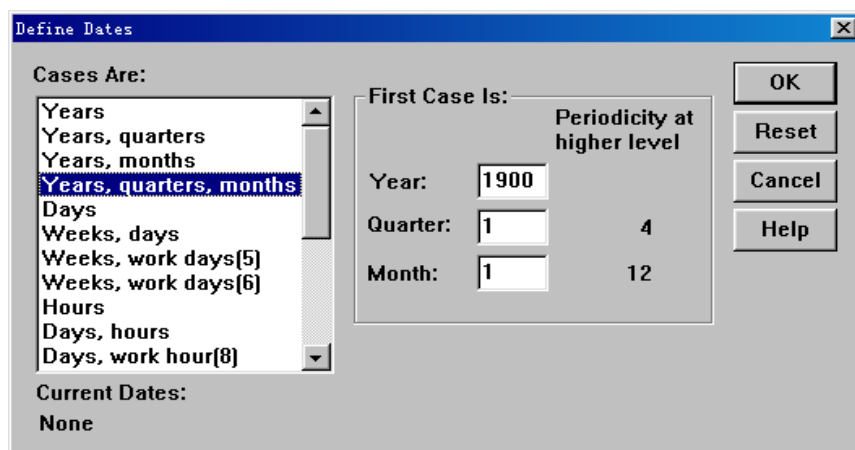 Define Dates
Cases Are:
Years
Years, quarters
Years, months
Years, quarters, months
Days
Weeks, days
Weeks, work days(5)
Weeks, work days(6)
Hours
Days, hours
Days, work hour(8)
Current Dates:
None
First Case Is:
Periodicity at
higher level
Year: 1900
Quarter: 1 4
Month: 1 12
OK
Reset
Cancel
Help